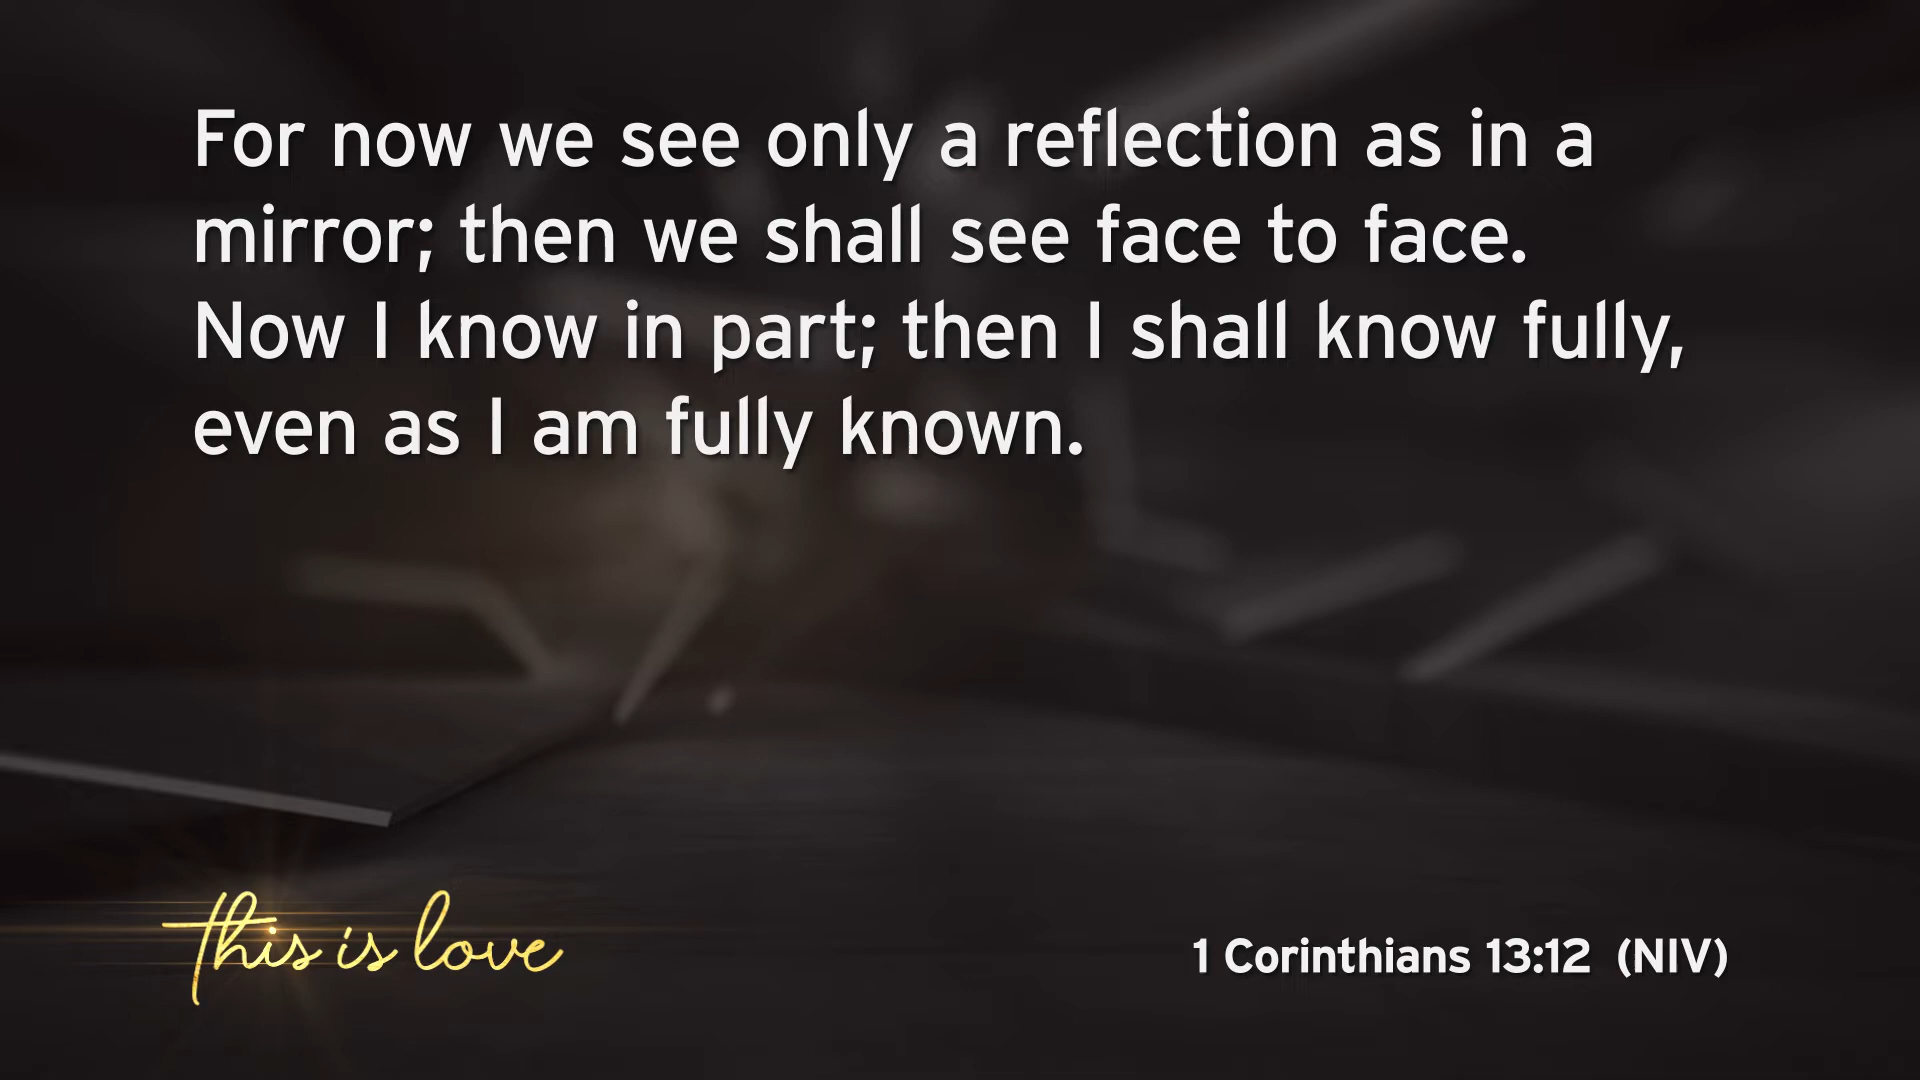 For now we see only a reflection as in a
mirror; then we shall see face to face.
Now I know in part; then I shall know fully,
even as I am fully known.
this is love
1 Corinthians 13:12 (NIV)